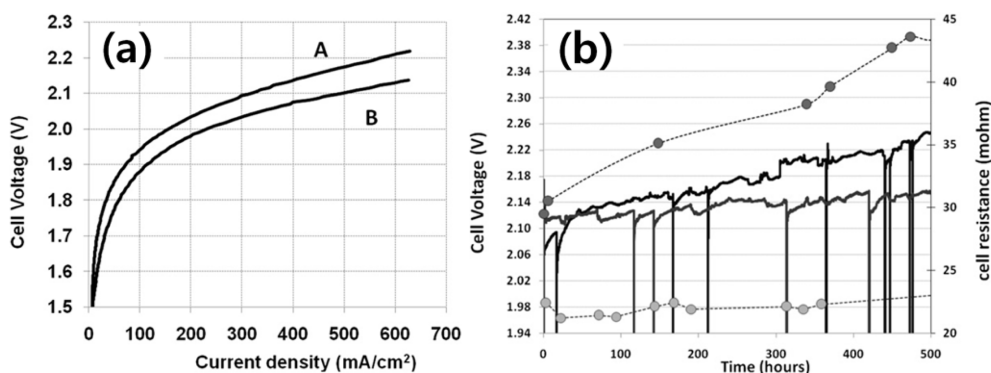 (a)
Cell Voltage (V)
2.3
2.2
2.1
2.0
1.9
1.8
1.7
1.6
1.5
A
B
0 100 200 300 400 500 600 700
Current density (mA/cm²)
(b)
Cell Voltage (V)
2.42
2.38
2.34
2.30
2.26
2.22
2.18
2.14
2.10
2.06
2.02
1.98
1.94
0 100 200 300 400 500
Time (hours)
45
40
35
30
25
20
cell resistance (mohm)